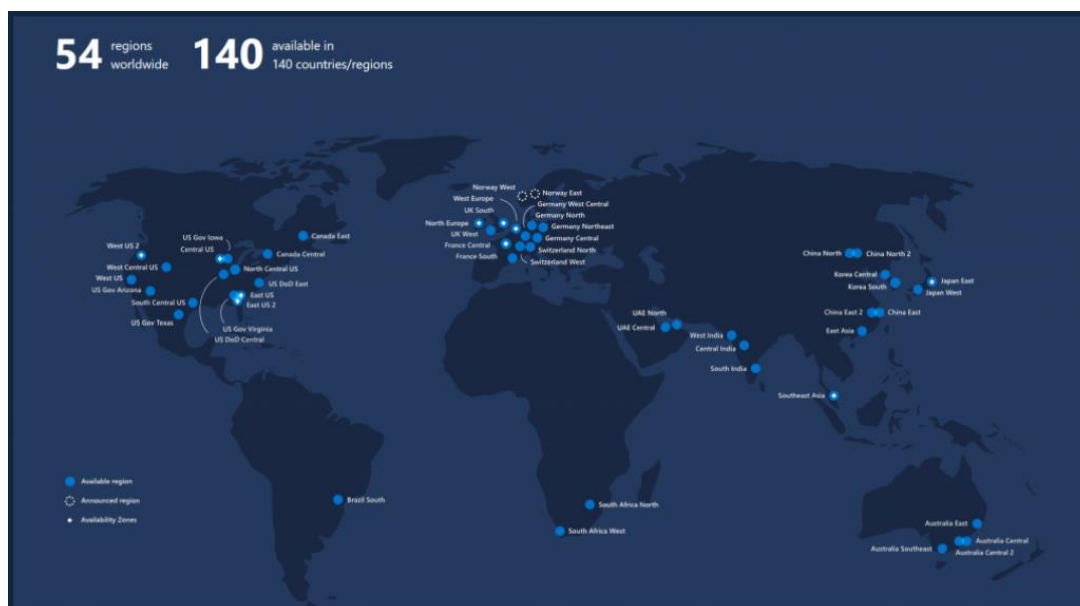 54 regions
worldwide
140 available in
140 countries/regions
Norway West
Norway East
West Europe
Germany West Central
UK South
Germany North
North Europe
Germany Northeast
UK West
Germany Central
France Central
Switzerland North
France South
Switzerland West
US Gov Iowa
Canada East
West US 2
Central US
Canada Central
West Central US
North Central US
West US
US DoD East
US Gov Arizona
East US
South Central US
East US 2
US Gov Texas
US Gov Virginia
US DoD Central
China North
China North 2
Korea Central
Korea South
Japan East
Japan West
UAE North
UAE Central
China East 2
China East
West India
East Asia
Central India
South India
Southeast Asia
Available region
Announced region
Availability Zones
Brazil South
South Africa North
South Africa West
Australia East
Australia Central
Australia Southeast
Australia Central 2